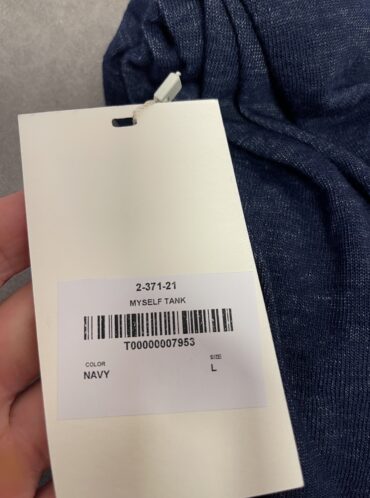 2-371-21
MYSELF TANK
T00000007953
COLOR SIZE
NAVY L